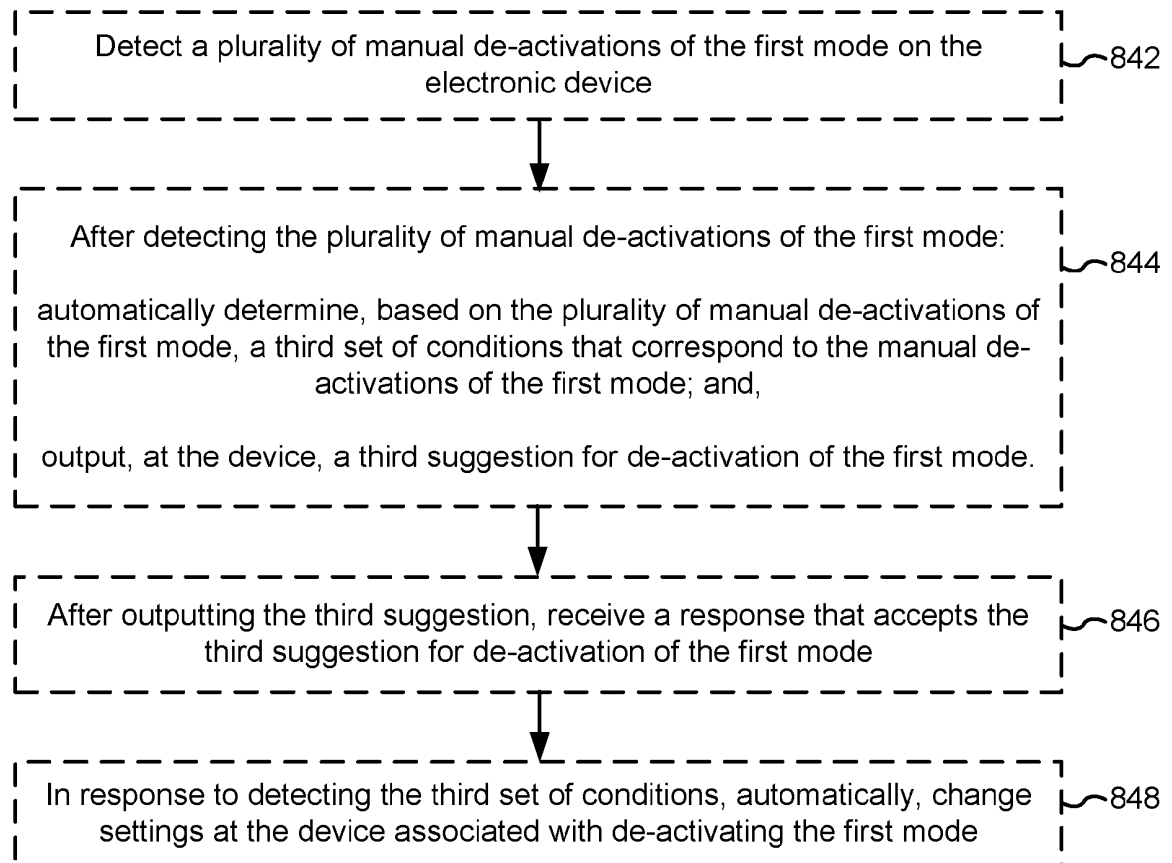 Detect a plurality of manual de-activations of the first mode on the
electronic device
842
After detecting the plurality of manual de-activations of the first mode:
844
automatically determine, based on the plurality of manual de-activations of
the first mode, a third set of conditions that correspond to the manual de-
activations of the first mode; and,
output, at the device, a third suggestion for de-activation of the first mode.
After outputting the third suggestion, receive a response that accepts the
third suggestion for de-activation of the first mode
846
In response to detecting the third set of conditions, automatically, change
settings at the device associated with de-activating the first mode
848